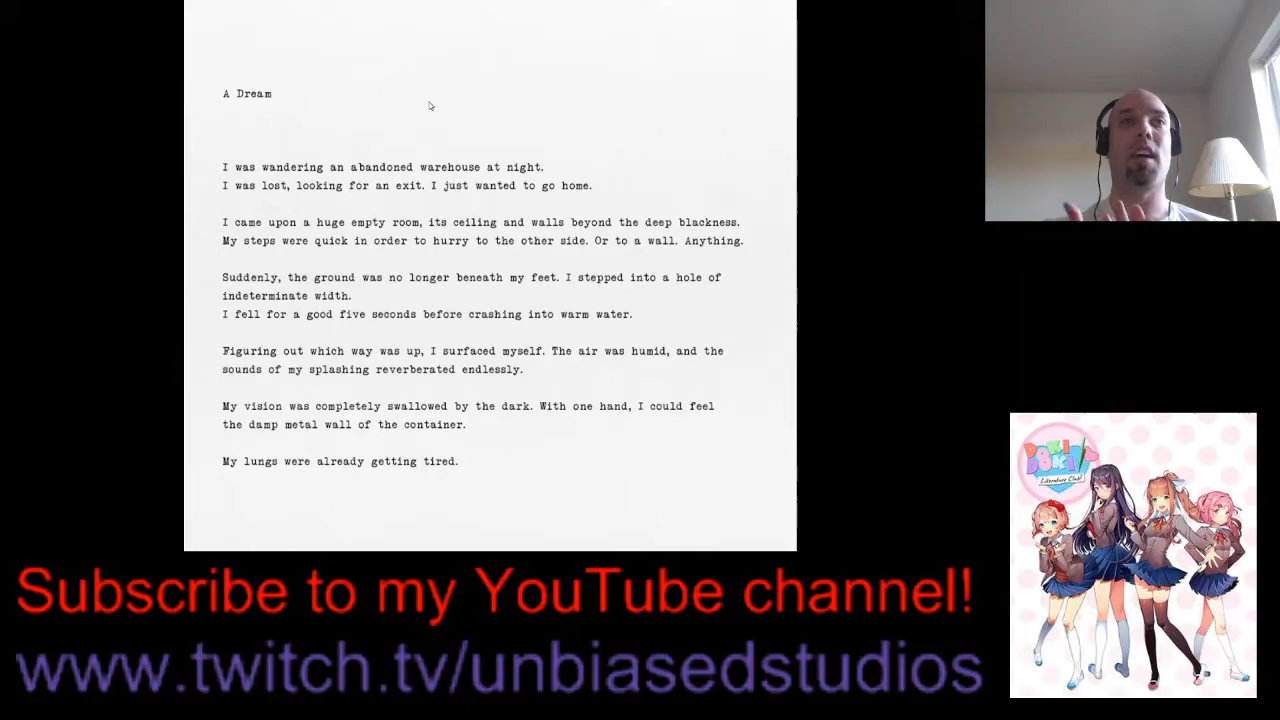 A Dream
I was wandering an abandoned warehouse at night.
I was lost, looking for an exit. I just wanted to go home.
I came upon a huge empty room, its ceiling and walls beyond the deep blackness.
My steps were quick in order to hurry to the other side. Or to a wall. Anything.
Suddenly, the ground was no longer beneath my feet. I stepped into a hole of
indeterminate width.
I fell for a good five seconds before crashing into warm water.
Figuring out which way was up, I surfaced myself. The air was humid, and the
sounds of my splashing reverberated endlessly.
My vision was completely swallowed by the dark. With one hand, I could feel
the damp metal wall of the container.
My lungs were already getting tired.
DOKI
DOKI
Literature Club!
Subscribe to my YouTube channel!
www.twitch.tv/unbiasedstudios